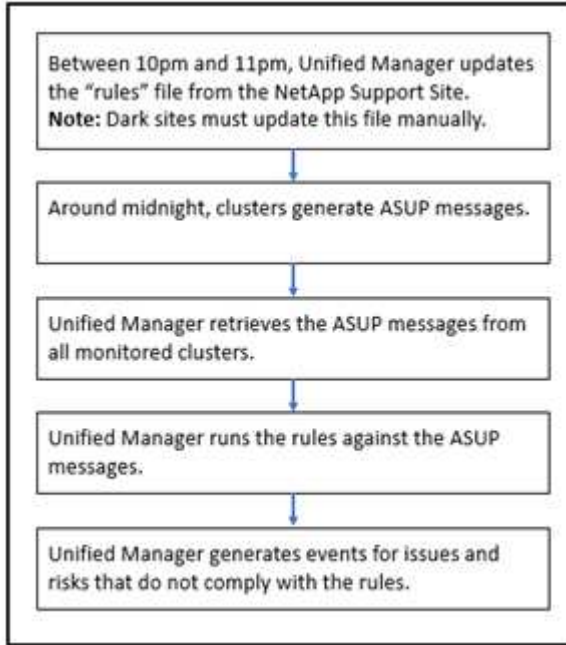 Between 10pm and 11pm, Unified Manager updates
the “rules” file from the NetApp Support Site.
Note: Dark sites must update this file manually.
Around midnight, clusters generate ASUP messages.
Unified Manager retrieves the ASUP messages from
all monitored clusters.
Unified Manager runs the rules against the ASUP
messages.
Unified Manager generates events for issues and
risks that do not comply with the rules.